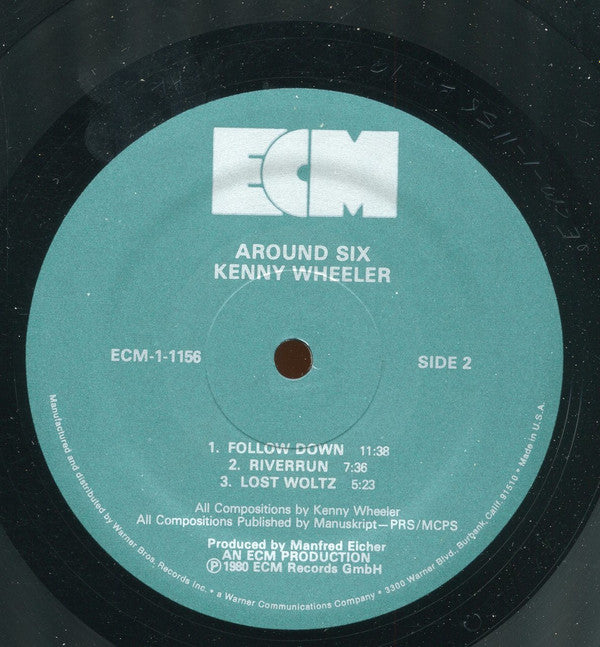 ECM
AROUND SIX
KENNY WHEELER
ECM-1-1156
SIDE 2
1. FOLLOW DOWN 11:38
2. RIVERRUN 7:36
3. LOST WOLTZ 5:23
All Compositions by Kenny Wheeler
All Compositions Published by Manuskript—PRS/MCPS
Produced by Manfred Eicher
AN ECM PRODUCTION
Ⓟ 1980 ECM Records GmbH
Manufactured and distributed by Warner Bros. Records Inc. • a Warner Communications Company • 3300 Warner Blvd., Burbank, Calif. 91510 • Made in U.S.A.
ECM-1-1156